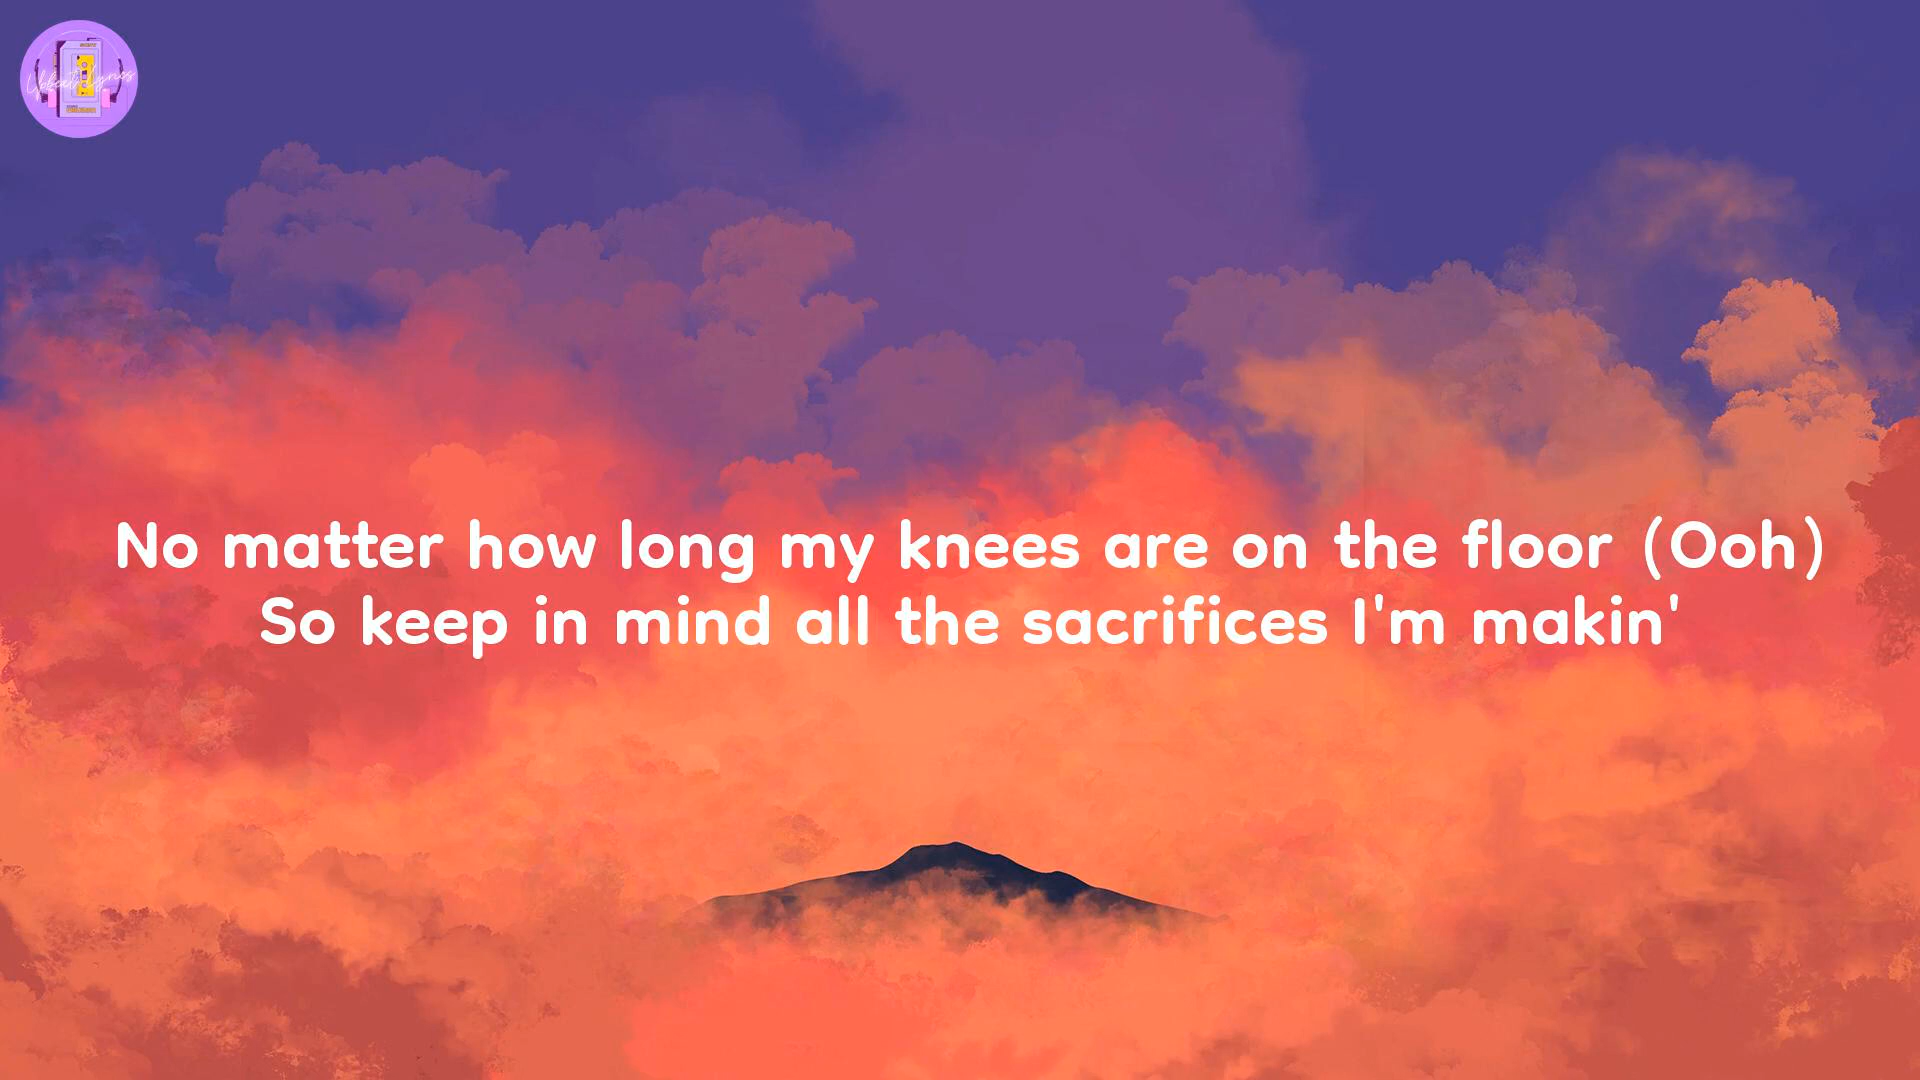 No matter how long my knees are on the floor (Ooh)
So keep in mind all the sacrifices I'm makin'